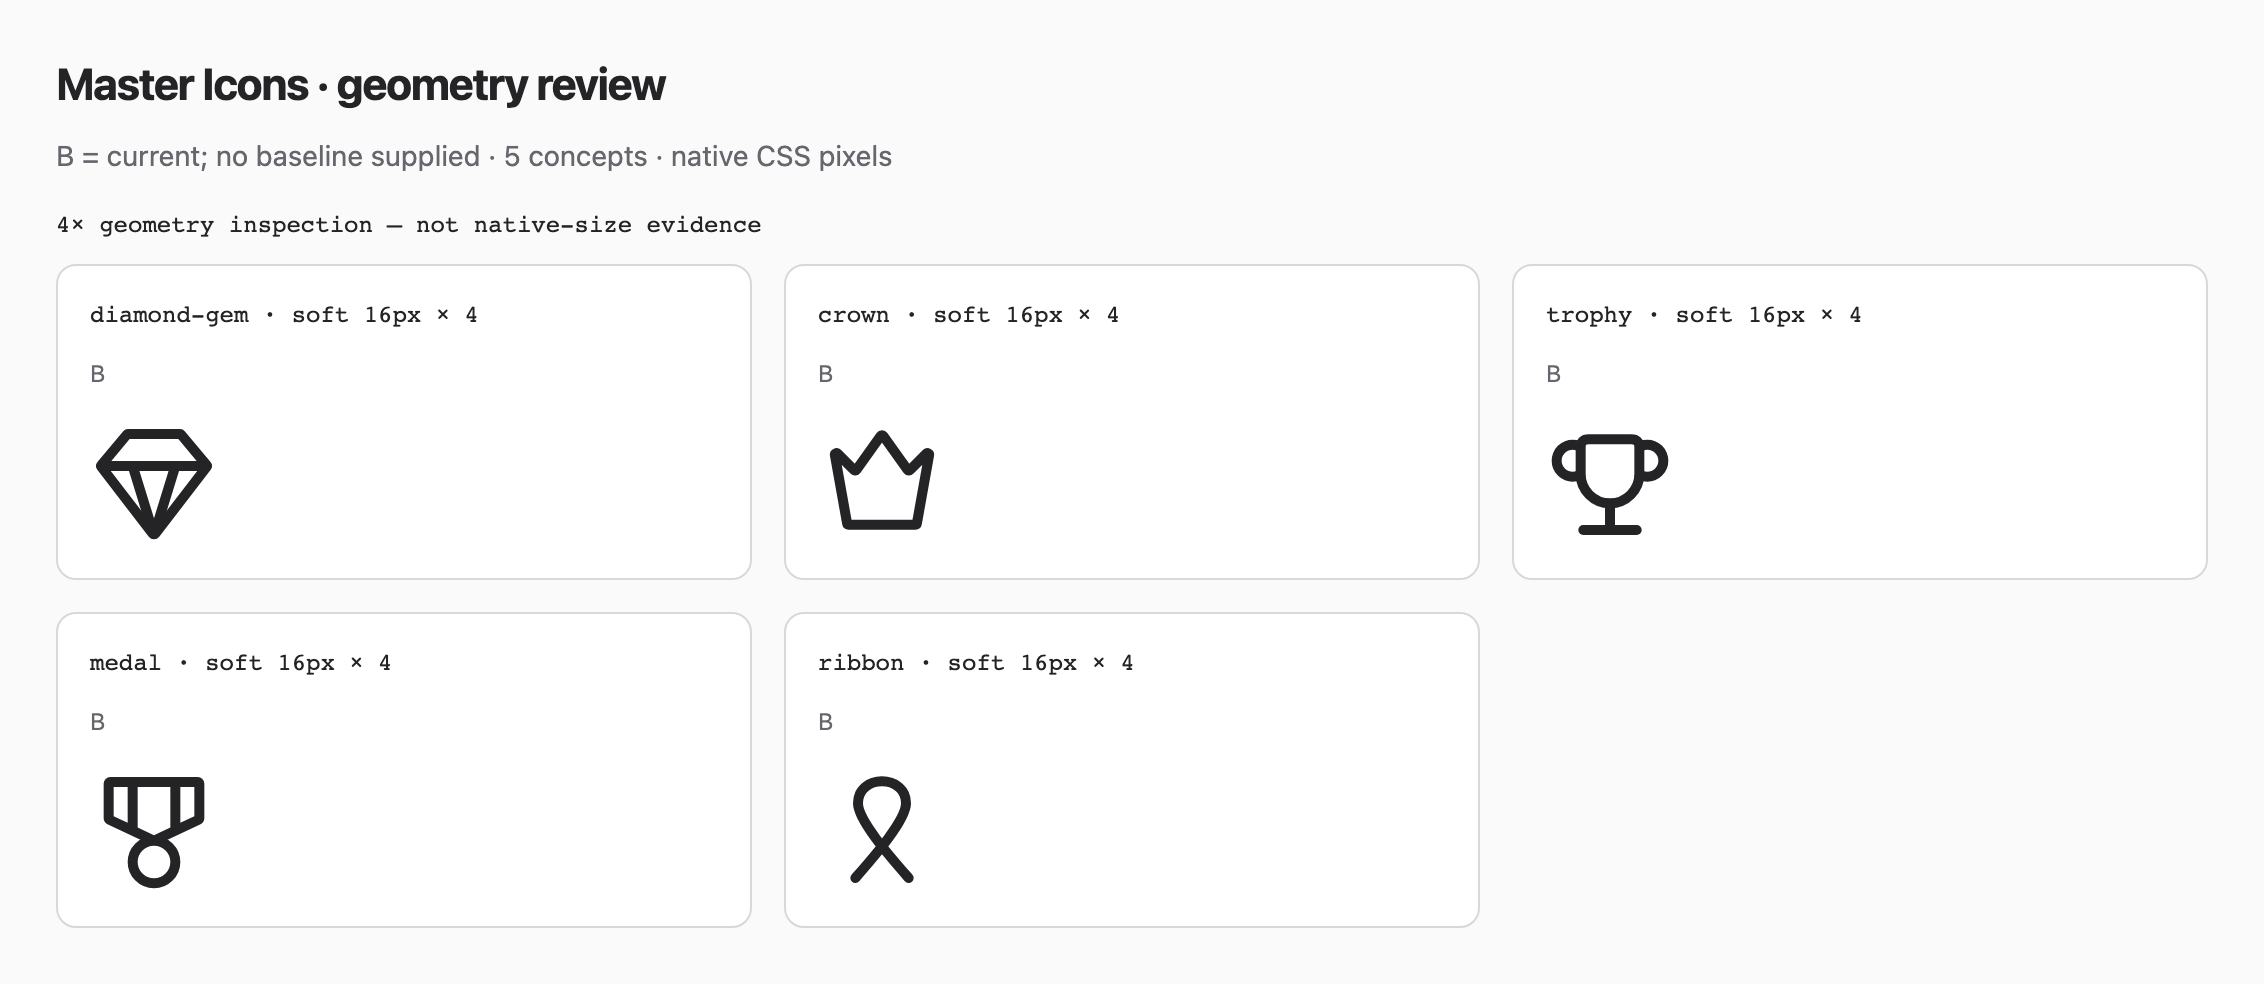 Master Icons · geometry review
B = current; no baseline supplied · 5 concepts · native CSS pixels
4× geometry inspection — not native-size evidence
diamond-gem · soft 16px × 4
B
crown · soft 16px × 4
B
trophy · soft 16px × 4
B
medal · soft 16px × 4
B
ribbon · soft 16px × 4
B